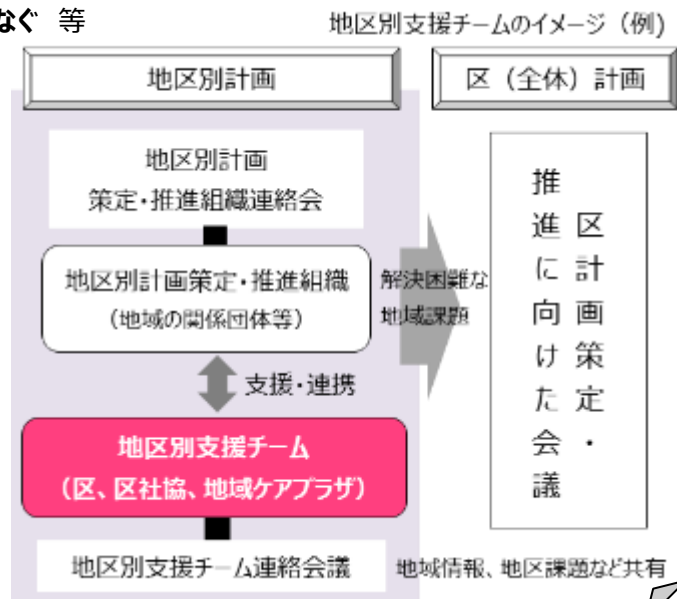 なぐ 等
地区別支援チームのイメージ（例）
地区別計画
区（全体）計画
地区別計画
策定・推進組織連絡会
地区別計画策定・推進組織
（地域の関係団体等）
解決困難な
地域課題
支援・連携
地区別支援チーム
（区、区社協、地域ケアプラザ）
地区別支援チーム連絡会議
地域情報、地区課題など共有
区計画策定・
推進に向けた会議